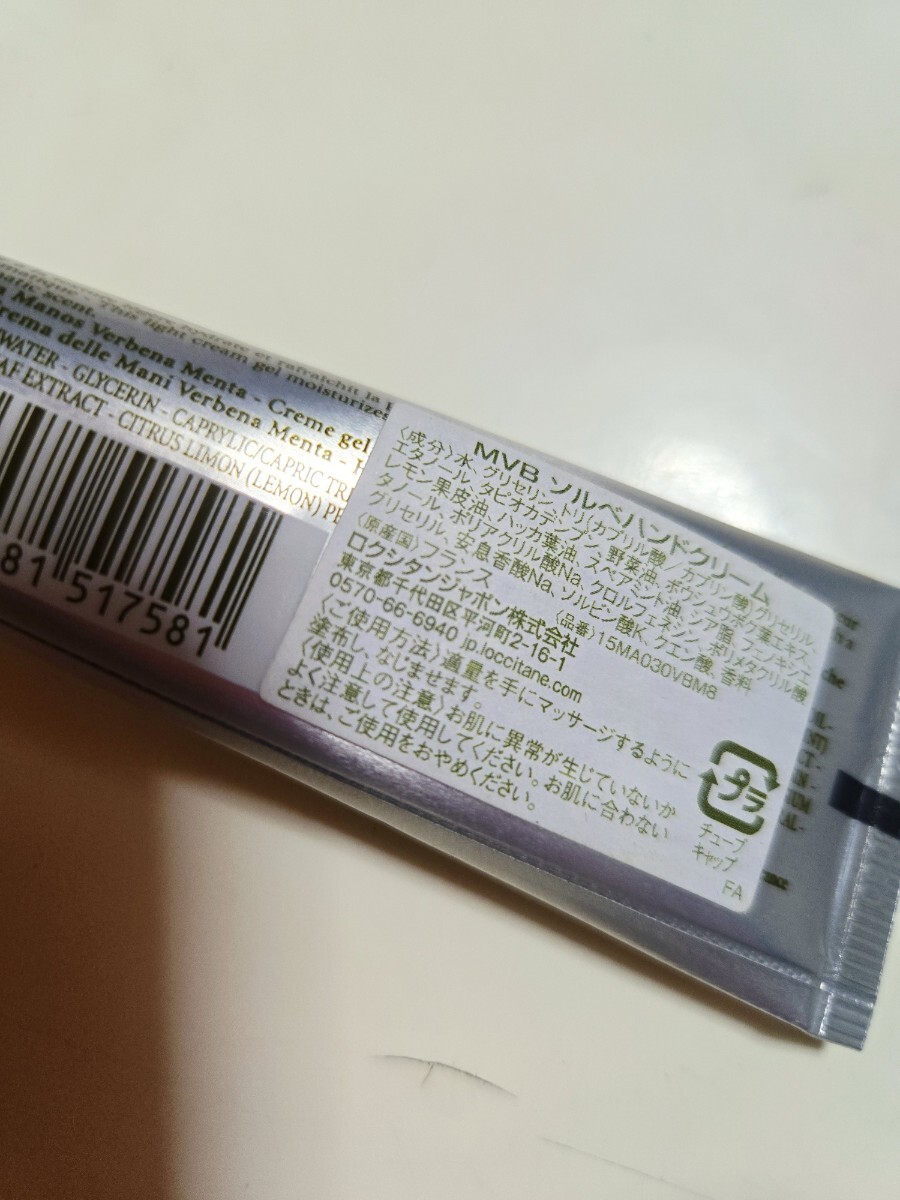 hydrate et rafraîchit la
scent. This light cream gel moisturizes
Manos Verbena Menta - Creme gel
Crema delle Mani Verbena Menta -
WATER - GLYCERIN - CAPRYLIC/CAPRIC
EXTRACT - CITRUS LIMON (LEMON)
81 517581
MVB ソルベハンドクリーム
〈成分〉水、グリセリン、トリ(カプリル酸/カプリン酸)グリセリル、
エタノール、タピオカデンプン、野菜油、ボウシュウボク葉エキス、
レモン果皮油、ハッカ葉油、スペアミント油、シア脂、フェノキシエ
タノール、ポリアクリル酸Na、クロルフェネシン、ポリメタクリル酸
グリセリル、安息香酸Na、ソルビン酸K、クエン酸、香料
〈原産国〉フランス 〈品番〉15MA030VBM8
ロクシタンジャポン株式会社
東京都千代田区平河町2-16-1
0570-66-6940 jp.loccitane.com
〈ご使用方法〉適量を手にマッサージするように
塗布し、なじませます。
〈使用上の注意〉お肌に異常が生じていないか
よく注意して使用してください。お肌に合わない
ときは、ご使用をおやめください。
プラ
チューブ
キャップ
FA